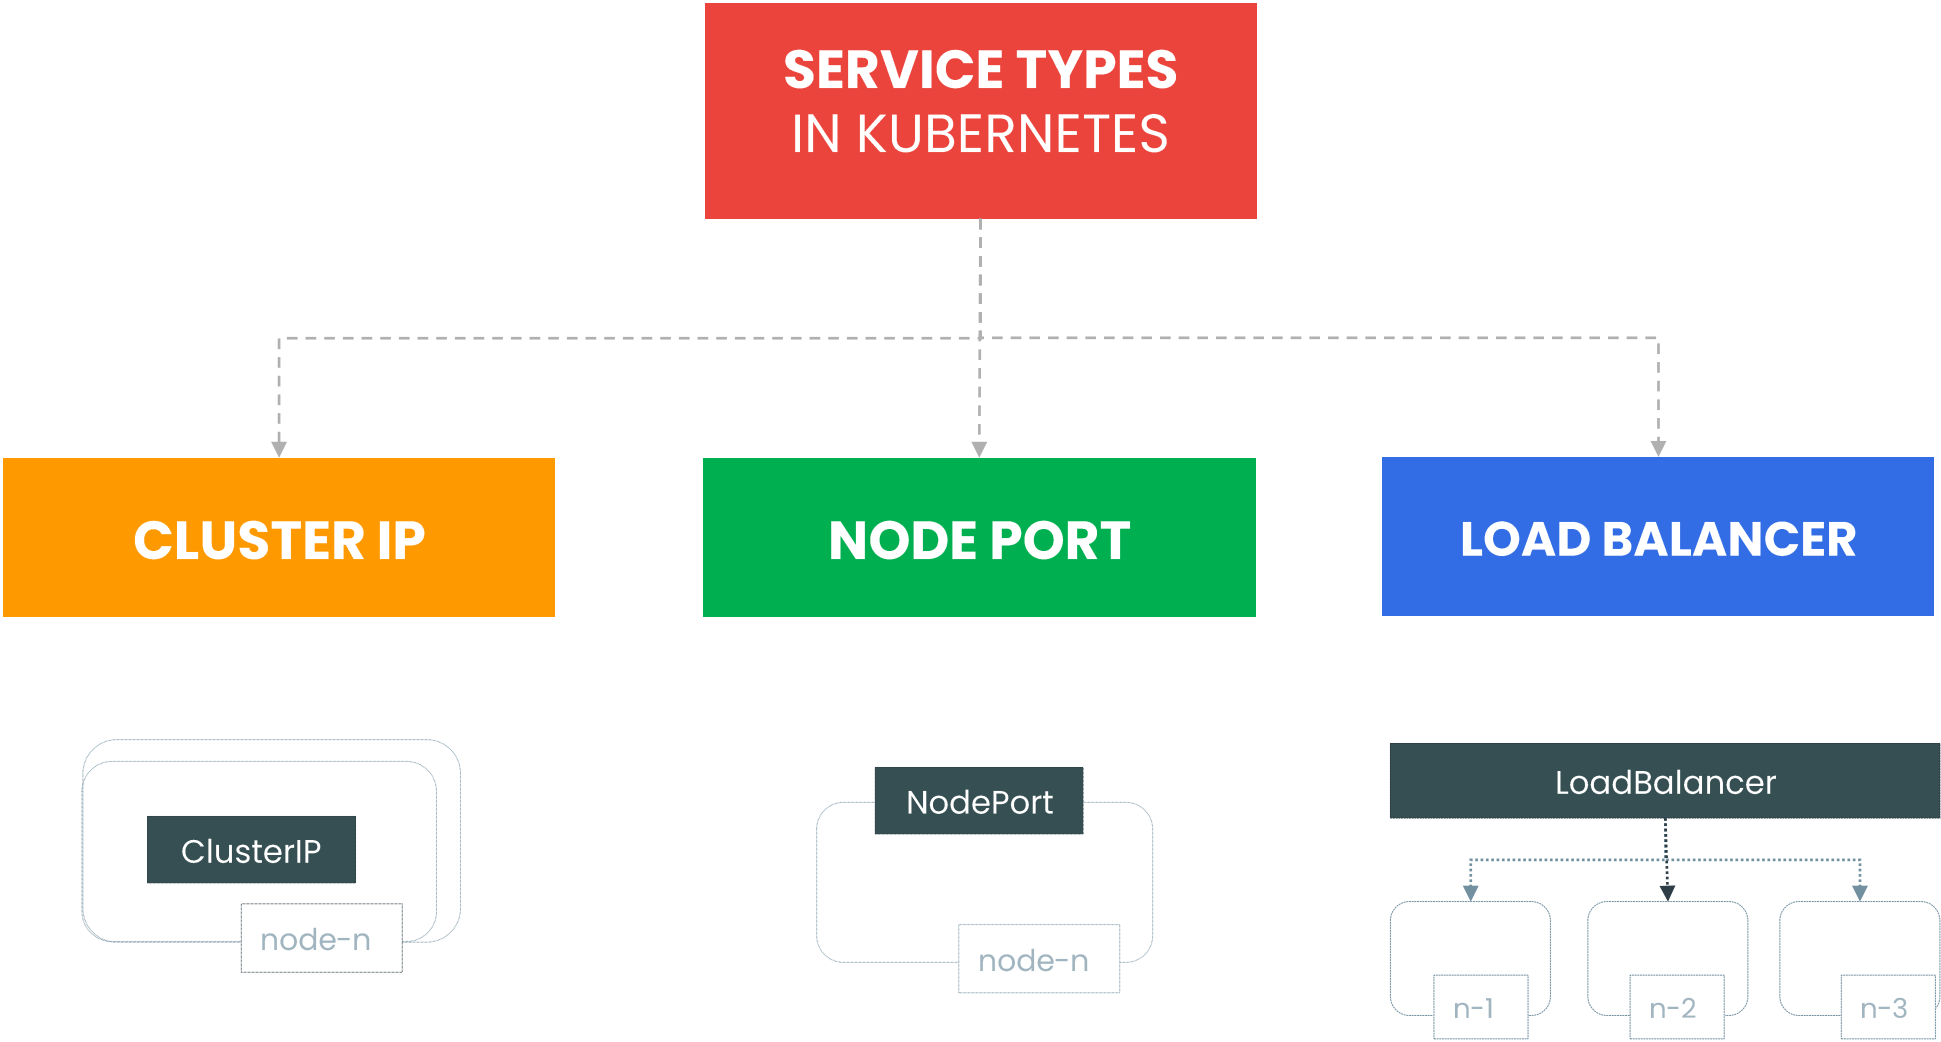 SERVICE TYPES
IN KUBERNETES
CLUSTER IP
NODE PORT
LOAD BALANCER
ClusterIP
node-n
NodePort
node-n
LoadBalancer
n-1
n-2
n-3